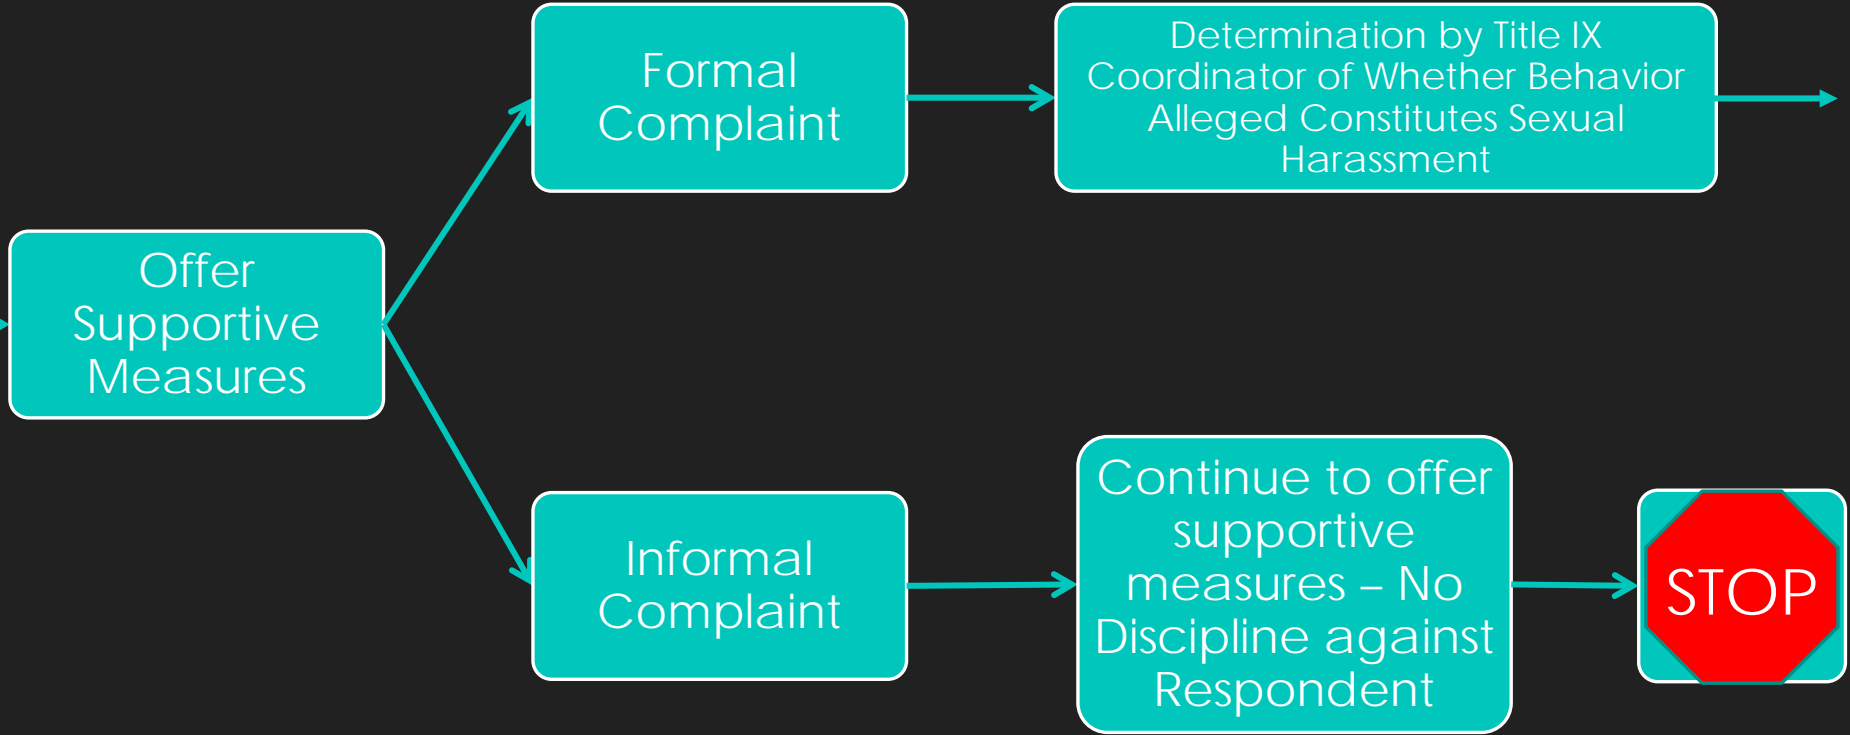 Offer
Supportive
Measures
Formal
Complaint
Determination by Title IX
Coordinator of Whether Behavior
Alleged Constitutes Sexual
Harassment
Informal
Complaint
Continue to offer
supportive
measures – No
Discipline against
Respondent
STOP